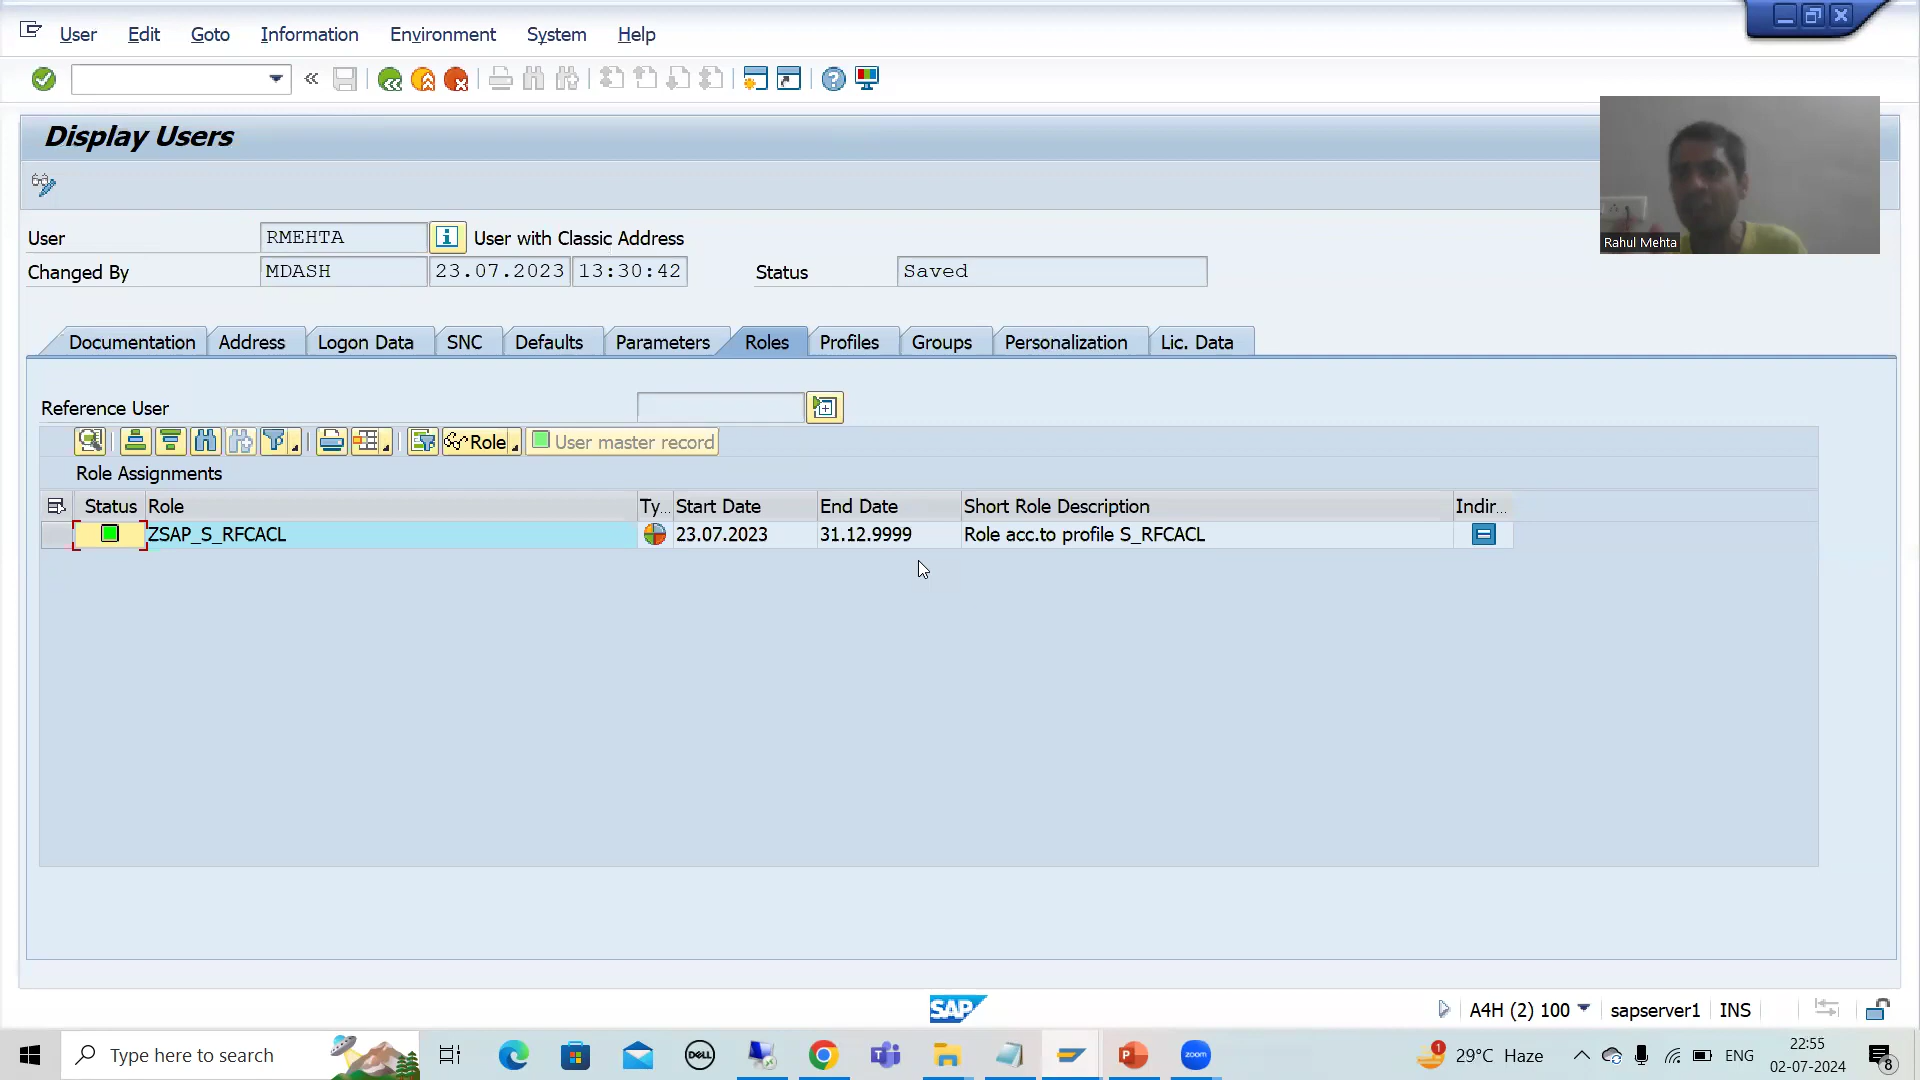 User Edit Goto Information Environment System Help
Display Users
Rahul Mehta
User RMEHTA User with Classic Address
Changed By MDASH 23.07.2023 13:30:42 Status Saved
Documentation Address Logon Data SNC Defaults Parameters Roles Profiles Groups Personalization Lic. Data
Reference User
Role User master record
Role Assignments
Status Role Ty... Start Date End Date Short Role Description Indir...
ZSAP_S_RFCACL 23.07.2023 31.12.9999 Role acc.to profile S_RFCACL
SAP A4H (2) 100 sapserver1 INS
Type here to search DELL zoom 1 29°C Haze ENG 22:55
02-07-2024 8